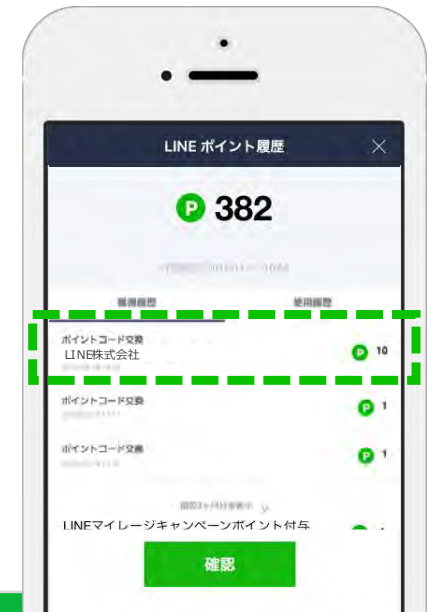 LINE ポイント履歴
P 382
獲得履歴 使用履歴
ポイントコード交換
LINE株式会社
P 10
ポイントコード交換
P 1
ポイントコード交換
P 1
LINEマイレージキャンペーンポイント付与
確認